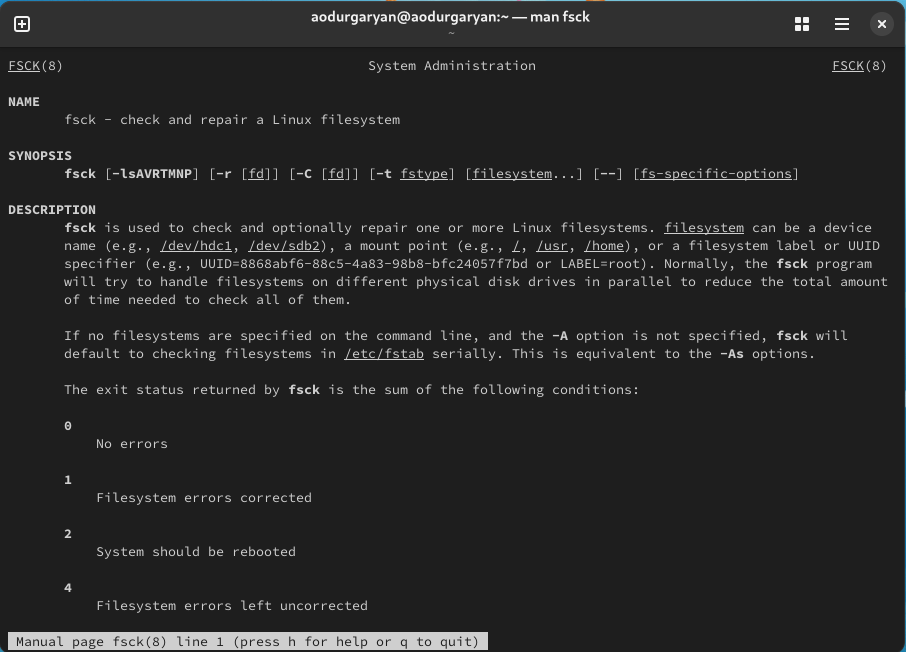 aodurgaryan@aodurgaryan:~ — man fsck
~
FSCK(8) System Administration FSCK(8)
NAME
fsck - check and repair a Linux filesystem
SYNOPSIS
fsck [-lsAVRTMNP] [-r [fd]] [-C [fd]] [-t fstype] [filesystem...] [--] [fs-specific-options]
DESCRIPTION
fsck is used to check and optionally repair one or more Linux filesystems. filesystem can be a device
name (e.g., /dev/hdc1, /dev/sdb2), a mount point (e.g., /, /usr, /home), or a filesystem label or UUID
specifier (e.g., UUID=8868abf6-88c5-4a83-98b8-bfc24057f7bd or LABEL=root). Normally, the fsck program
will try to handle filesystems on different physical disk drives in parallel to reduce the total amount
of time needed to check all of them.
If no filesystems are specified on the command line, and the -A option is not specified, fsck will
default to checking filesystems in /etc/fstab serially. This is equivalent to the -As options.
The exit status returned by fsck is the sum of the following conditions:
0
No errors
1
Filesystem errors corrected
2
System should be rebooted
4
Filesystem errors left uncorrected
Manual page fsck(8) line 1 (press h for help or q to quit)